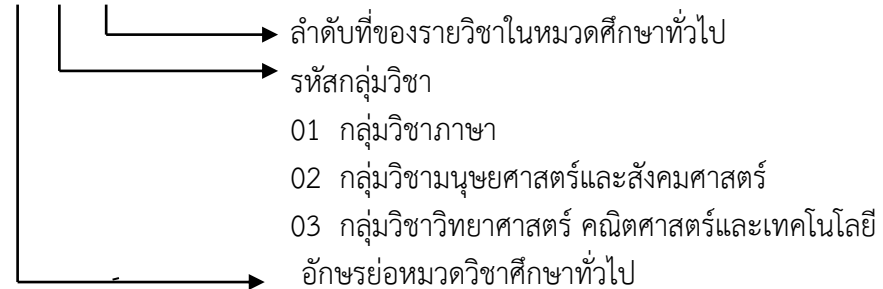 ลำดับที่ของรายวิชาในหมวดศึกษาทั่วไป
รหัสกลุ่มวิชา
01 กลุ่มวิชาภาษา
02 กลุ่มวิชามนุษยศาสตร์และสังคมศาสตร์
03 กลุ่มวิชาวิทยาศาสตร์ คณิตศาสตร์และเทคโนโลยี
อักษรย่อหมวดวิชาศึกษาทั่วไป